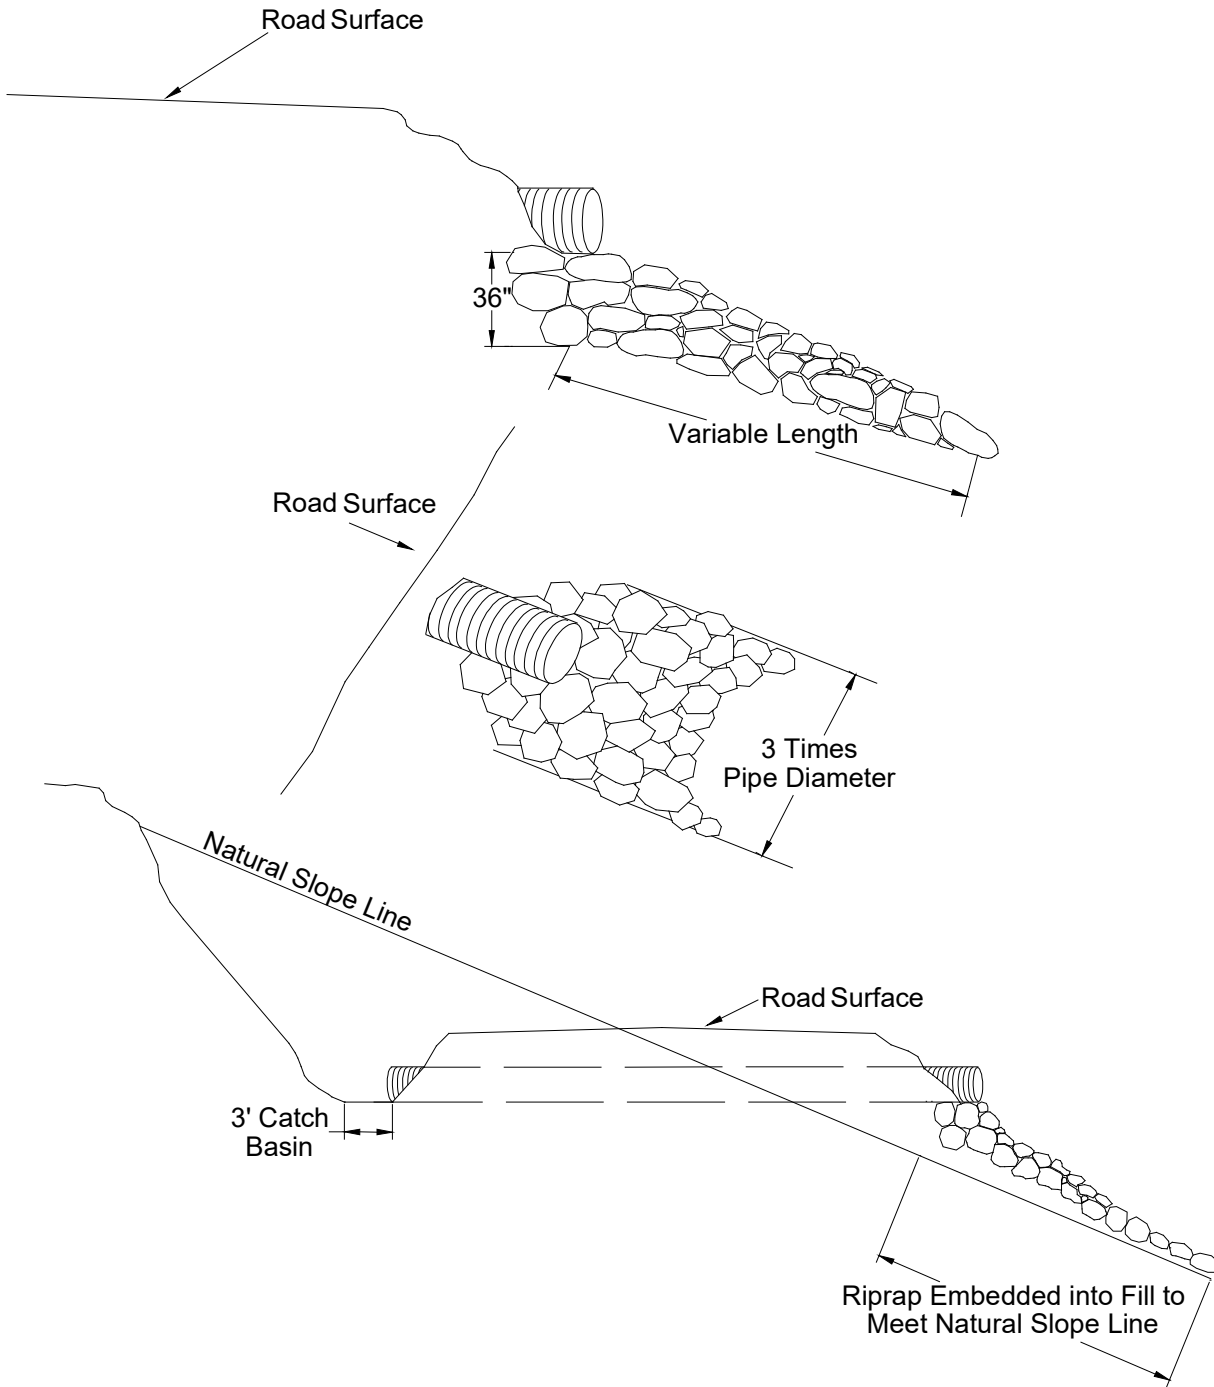 Road Surface
36"
Variable Length
Road Surface
3 Times
Pipe Diameter
Natural Slope Line
Road Surface
3' Catch
Basin
Riprap Embedded into Fill to
Meet Natural Slope Line